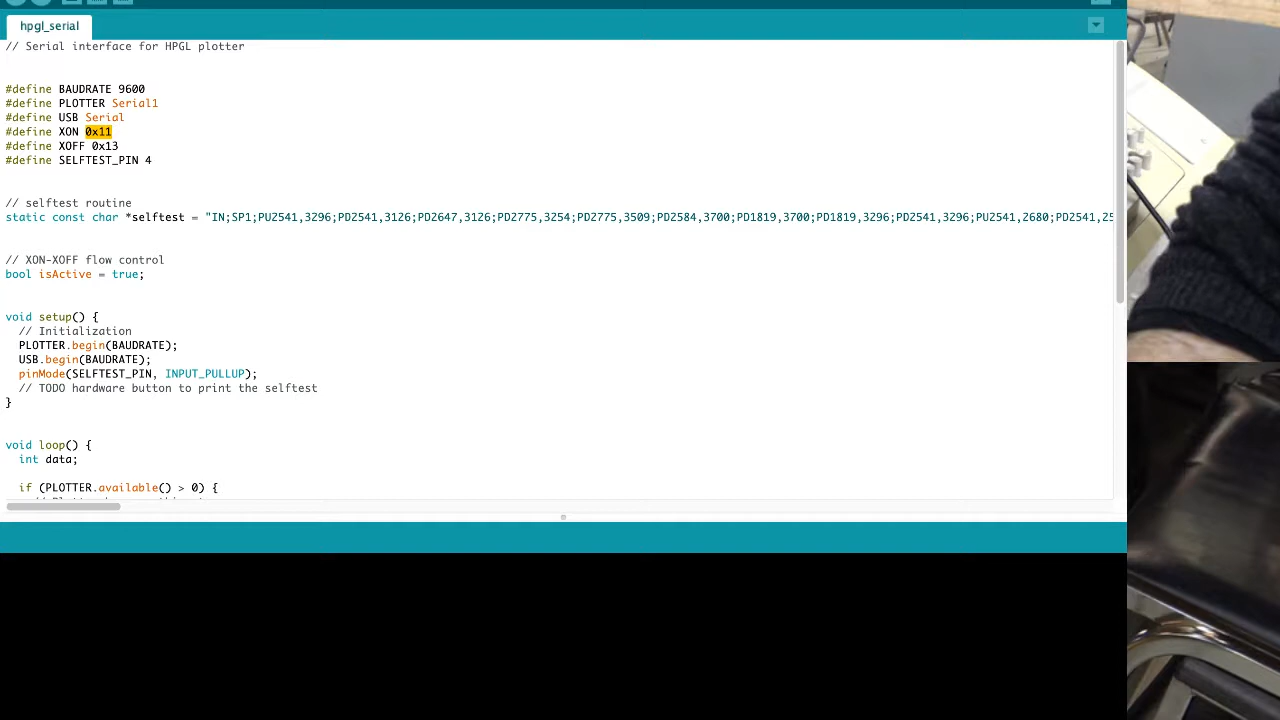 hpgl_serial
// Serial interface for HPGL plotter
#define BAUDRATE 9600
#define PLOTTER Serial1
#define USB Serial
#define XON 0x11
#define XOFF 0x13
#define SELFTEST_PIN 4
// selftest routine
static const char *selftest = "IN;SP1;PU2541,3296;PD2541,3126;PD2647,3126;PD2775,3254;PD2775,3509;PD2584,3700;PD1819,3700;PD1819,3296;PD2541,3296;PU2541,2680;PD2541,25
// XON-XOFF flow control
bool isActive = true;
void setup() {
// Initialization
PLOTTER.begin(BAUDRATE);
USB.begin(BAUDRATE);
pinMode(SELFTEST_PIN, INPUT_PULLUP);
// TODO hardware button to print the selftest
}
void loop() {
int data;
if (PLOTTER.available() > 0) {